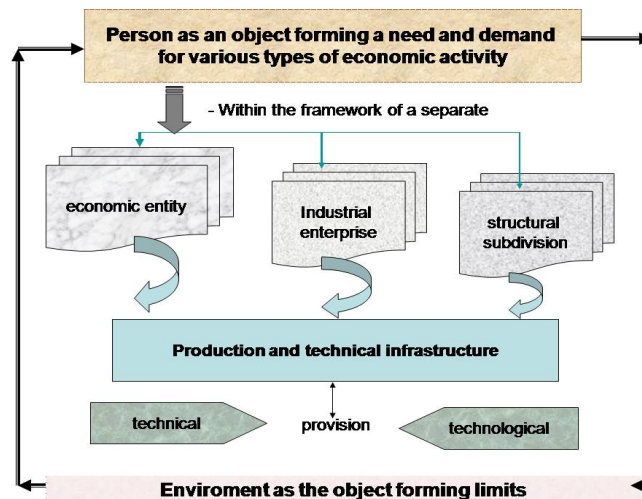 Person as an object forming a need and demand
for various types of economic activity
- Within the framework of a separate
economic entity
Industrial
enterprise
structural
subdivision
Production and technical infrastructure
technical
provision
technological
Enviroment as the object forming limits